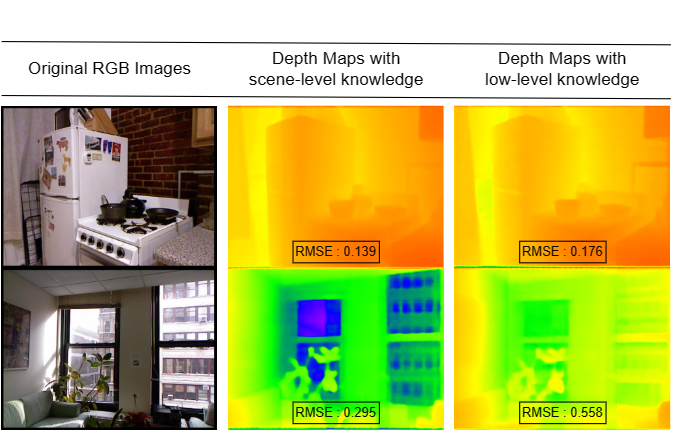 Original RGB Images
Depth Maps with
scene-level knowledge
Depth Maps with
low-level knowledge
RMSE : 0.139
RMSE : 0.176
RMSE : 0.295
RMSE : 0.558